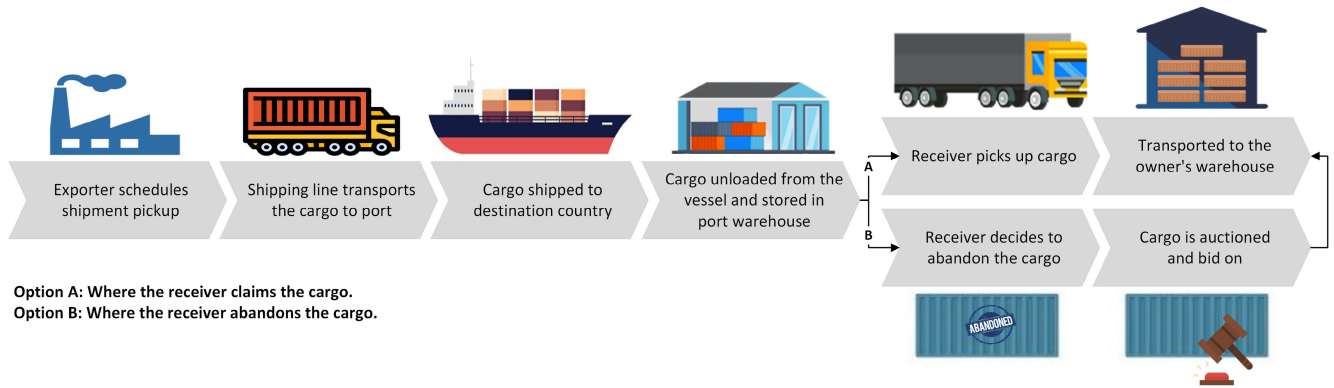 Exporter schedules
shipment pickup
Shipping line transports
the cargo to port
Cargo shipped to
destination country
Cargo unloaded from the
vessel and stored in
port warehouse
A
Receiver picks up cargo
Transported to the
owner's warehouse
B
Receiver decides to
abandon the cargo
Cargo is auctioned
and bid on
ABANDONED
Option A: Where the receiver claims the cargo.
Option B: Where the receiver abandons the cargo.